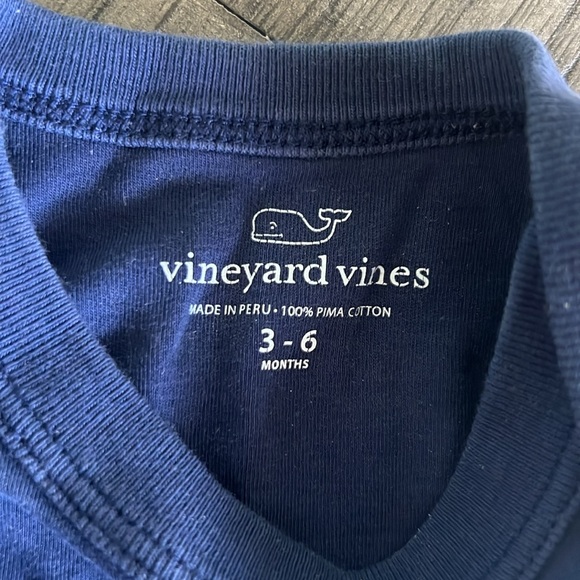 vineyard vines
MADE IN PERU • 100% PIMA COTTON
3 - 6
MONTHS